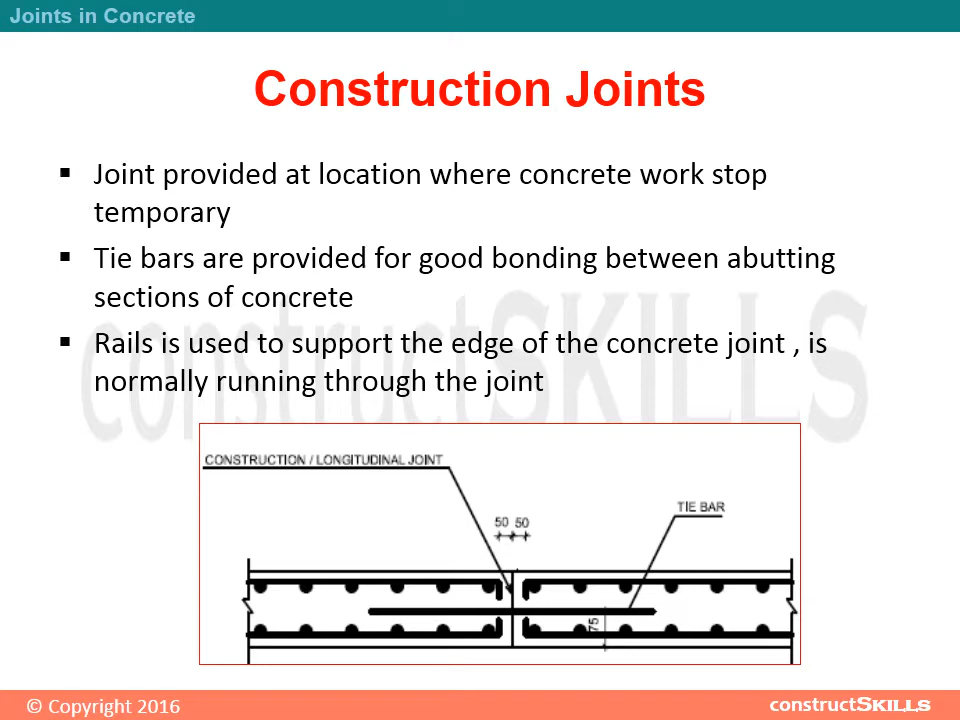 Joints in Concrete
Construction Joints
▪ Joint provided at location where concrete work stop
temporary
▪ Tie bars are provided for good bonding between abutting
sections of concrete
▪ Rails is used to support the edge of the concrete joint , is
normally running through the joint
constructSKILLS
CONSTRUCTION / LONGITUDINAL JOINT
TIE BAR
50 50
75
© Copyright 2016
constructSKILLS